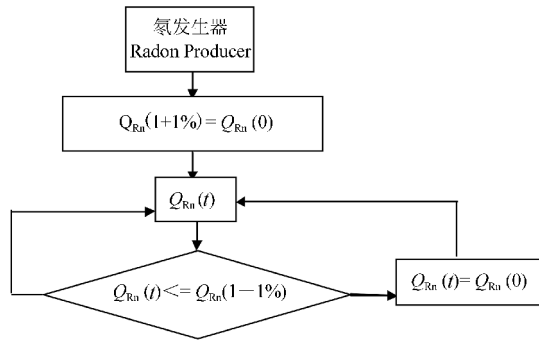 氡发生器
Radon Producer
QRn(1+1%)=QRn(0)
QRn(t)
QRn(t)<=QRn(1－1%)
QRn(t)=QRn(0)